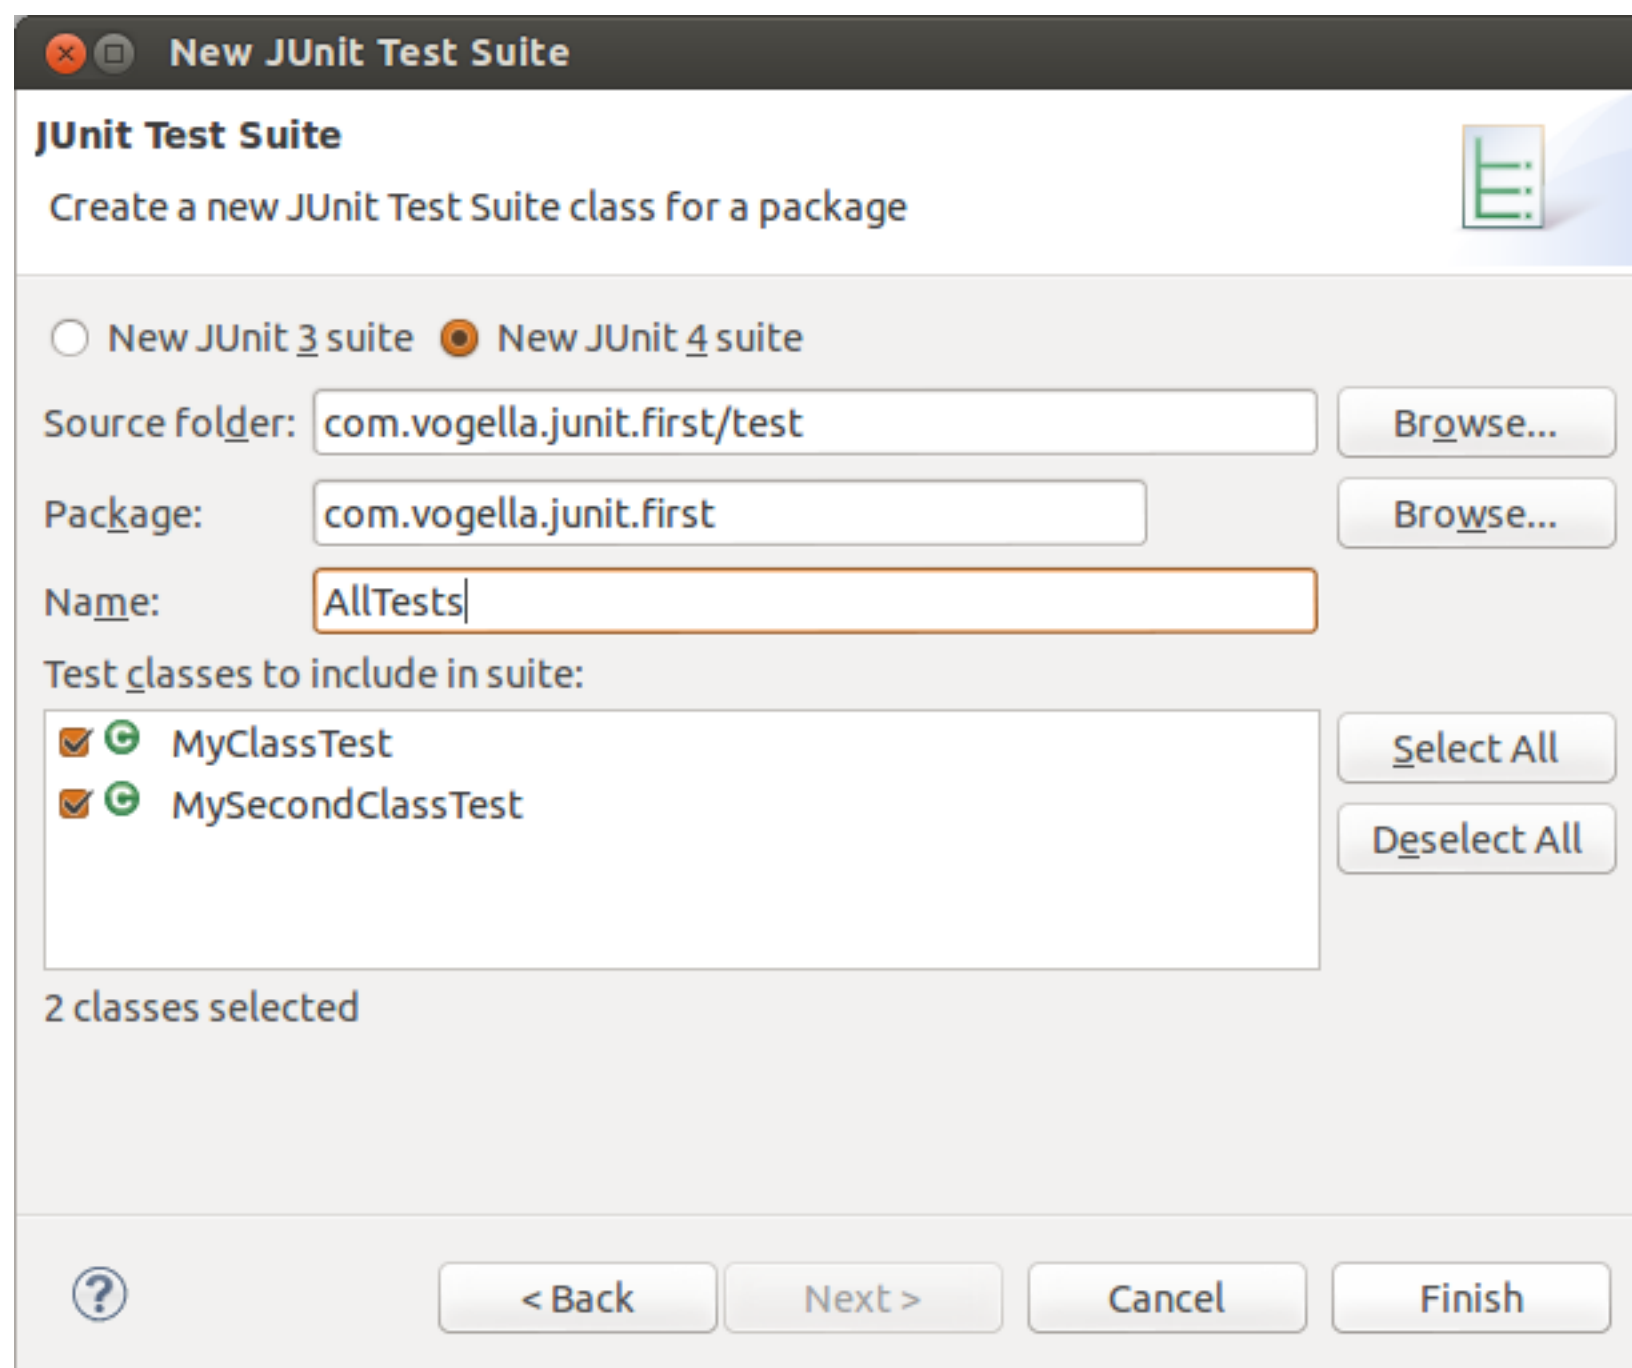 New JUnit Test Suite
JUnit Test Suite
Create a new JUnit Test Suite class for a package
New JUnit 3 suite New JUnit 4 suite
Source folder: com.vogella.junit.first/test Browse...
Package: com.vogella.junit.first Browse...
Name: AllTests
Test classes to include in suite:
MyClassTest Select All
MySecondClassTest
Deselect All
2 classes selected
? < Back Next > Cancel Finish